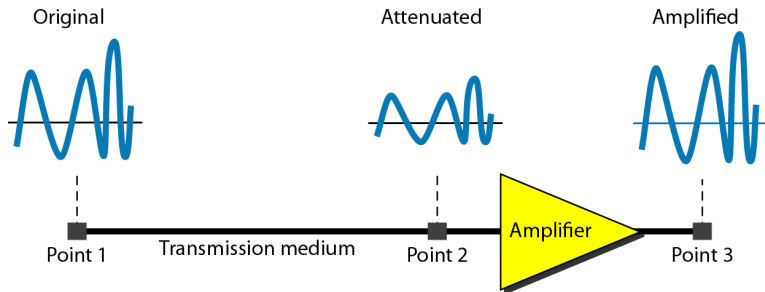 Original
Attenuated
Amplified
Amplifier
Transmission medium
Point 1
Point 2
Point 3